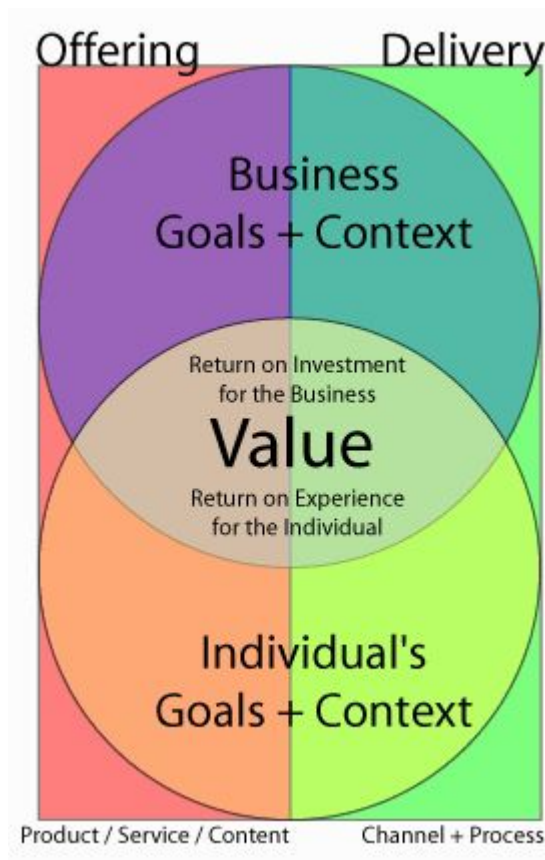 Offering
Delivery
Business
Goals + Context
Return on Investment
for the Business
Value
Return on Experience
for the Individual
Individual's
Goals + Context
Product / Service / Content
Channel + Process